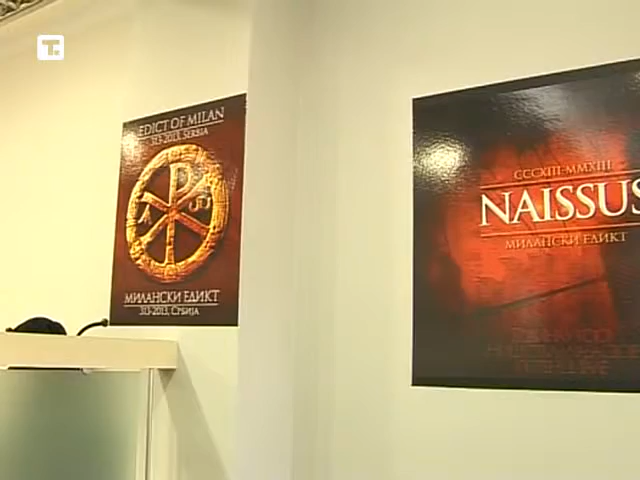 T.
EDICT OF MILAN
313-2013, SERBIA
P
A ω
МИЛАНСКИ ЕДИКТ
313-2013, СРБИЈА
CCCXIII-MMXIII
NAISSUS
МИЛАНСКИ ЕДИКТ